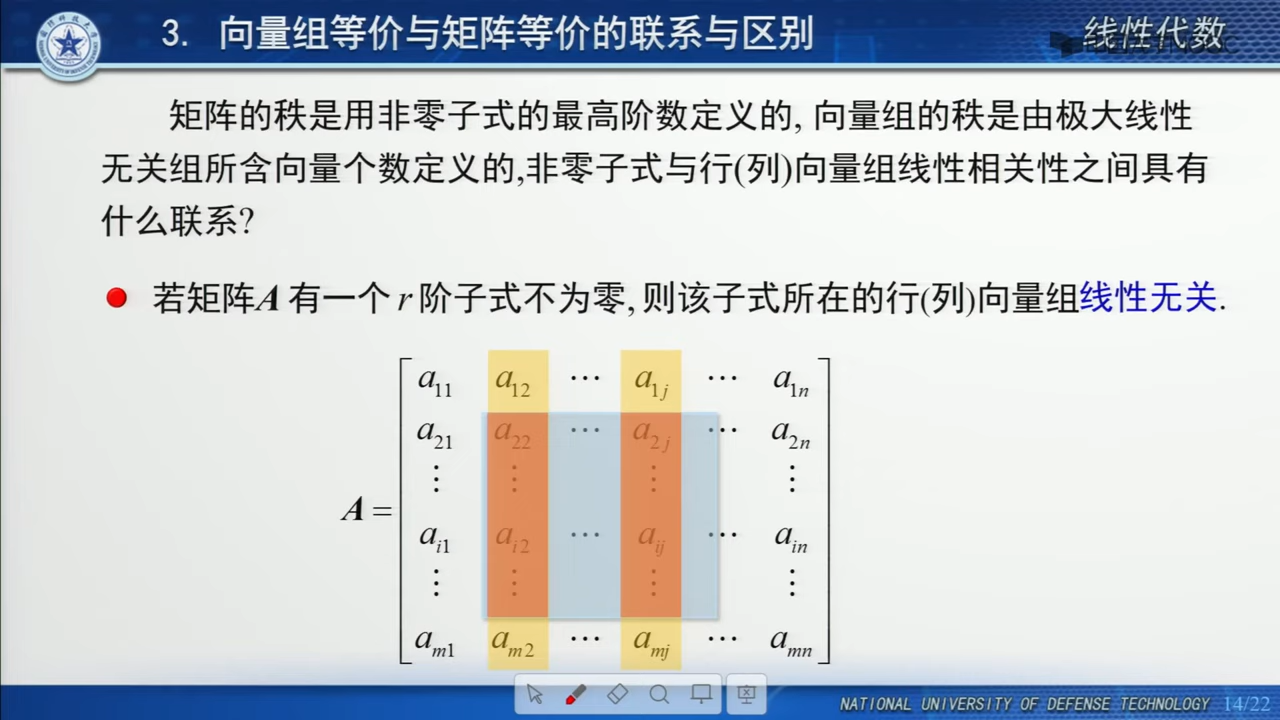 3. 向量组等价与矩阵等价的联系与区别
线性代数
矩阵的秩是用非零子式的最高阶数定义的, 向量组的秩是由极大线性
无关组所含向量个数定义的,非零子式与行(列)向量组线性相关性之间具有
什么联系?
若矩阵A 有一个 r 阶子式不为零, 则该子式所在的行(列)向量组线性无关.
a11 a12 ··· a1j ··· a1n
a21 a22 ··· a2j ··· a2n
⋮ ⋮ ⋮ ⋮
A =
ai1 ai2 ··· aij ··· ain
⋮ ⋮ ⋮ ⋮
am1 am2 ··· amj ··· amn
NATIONAL UNIVERSITY OF DEFENSE TECHNOLOGY 14/22